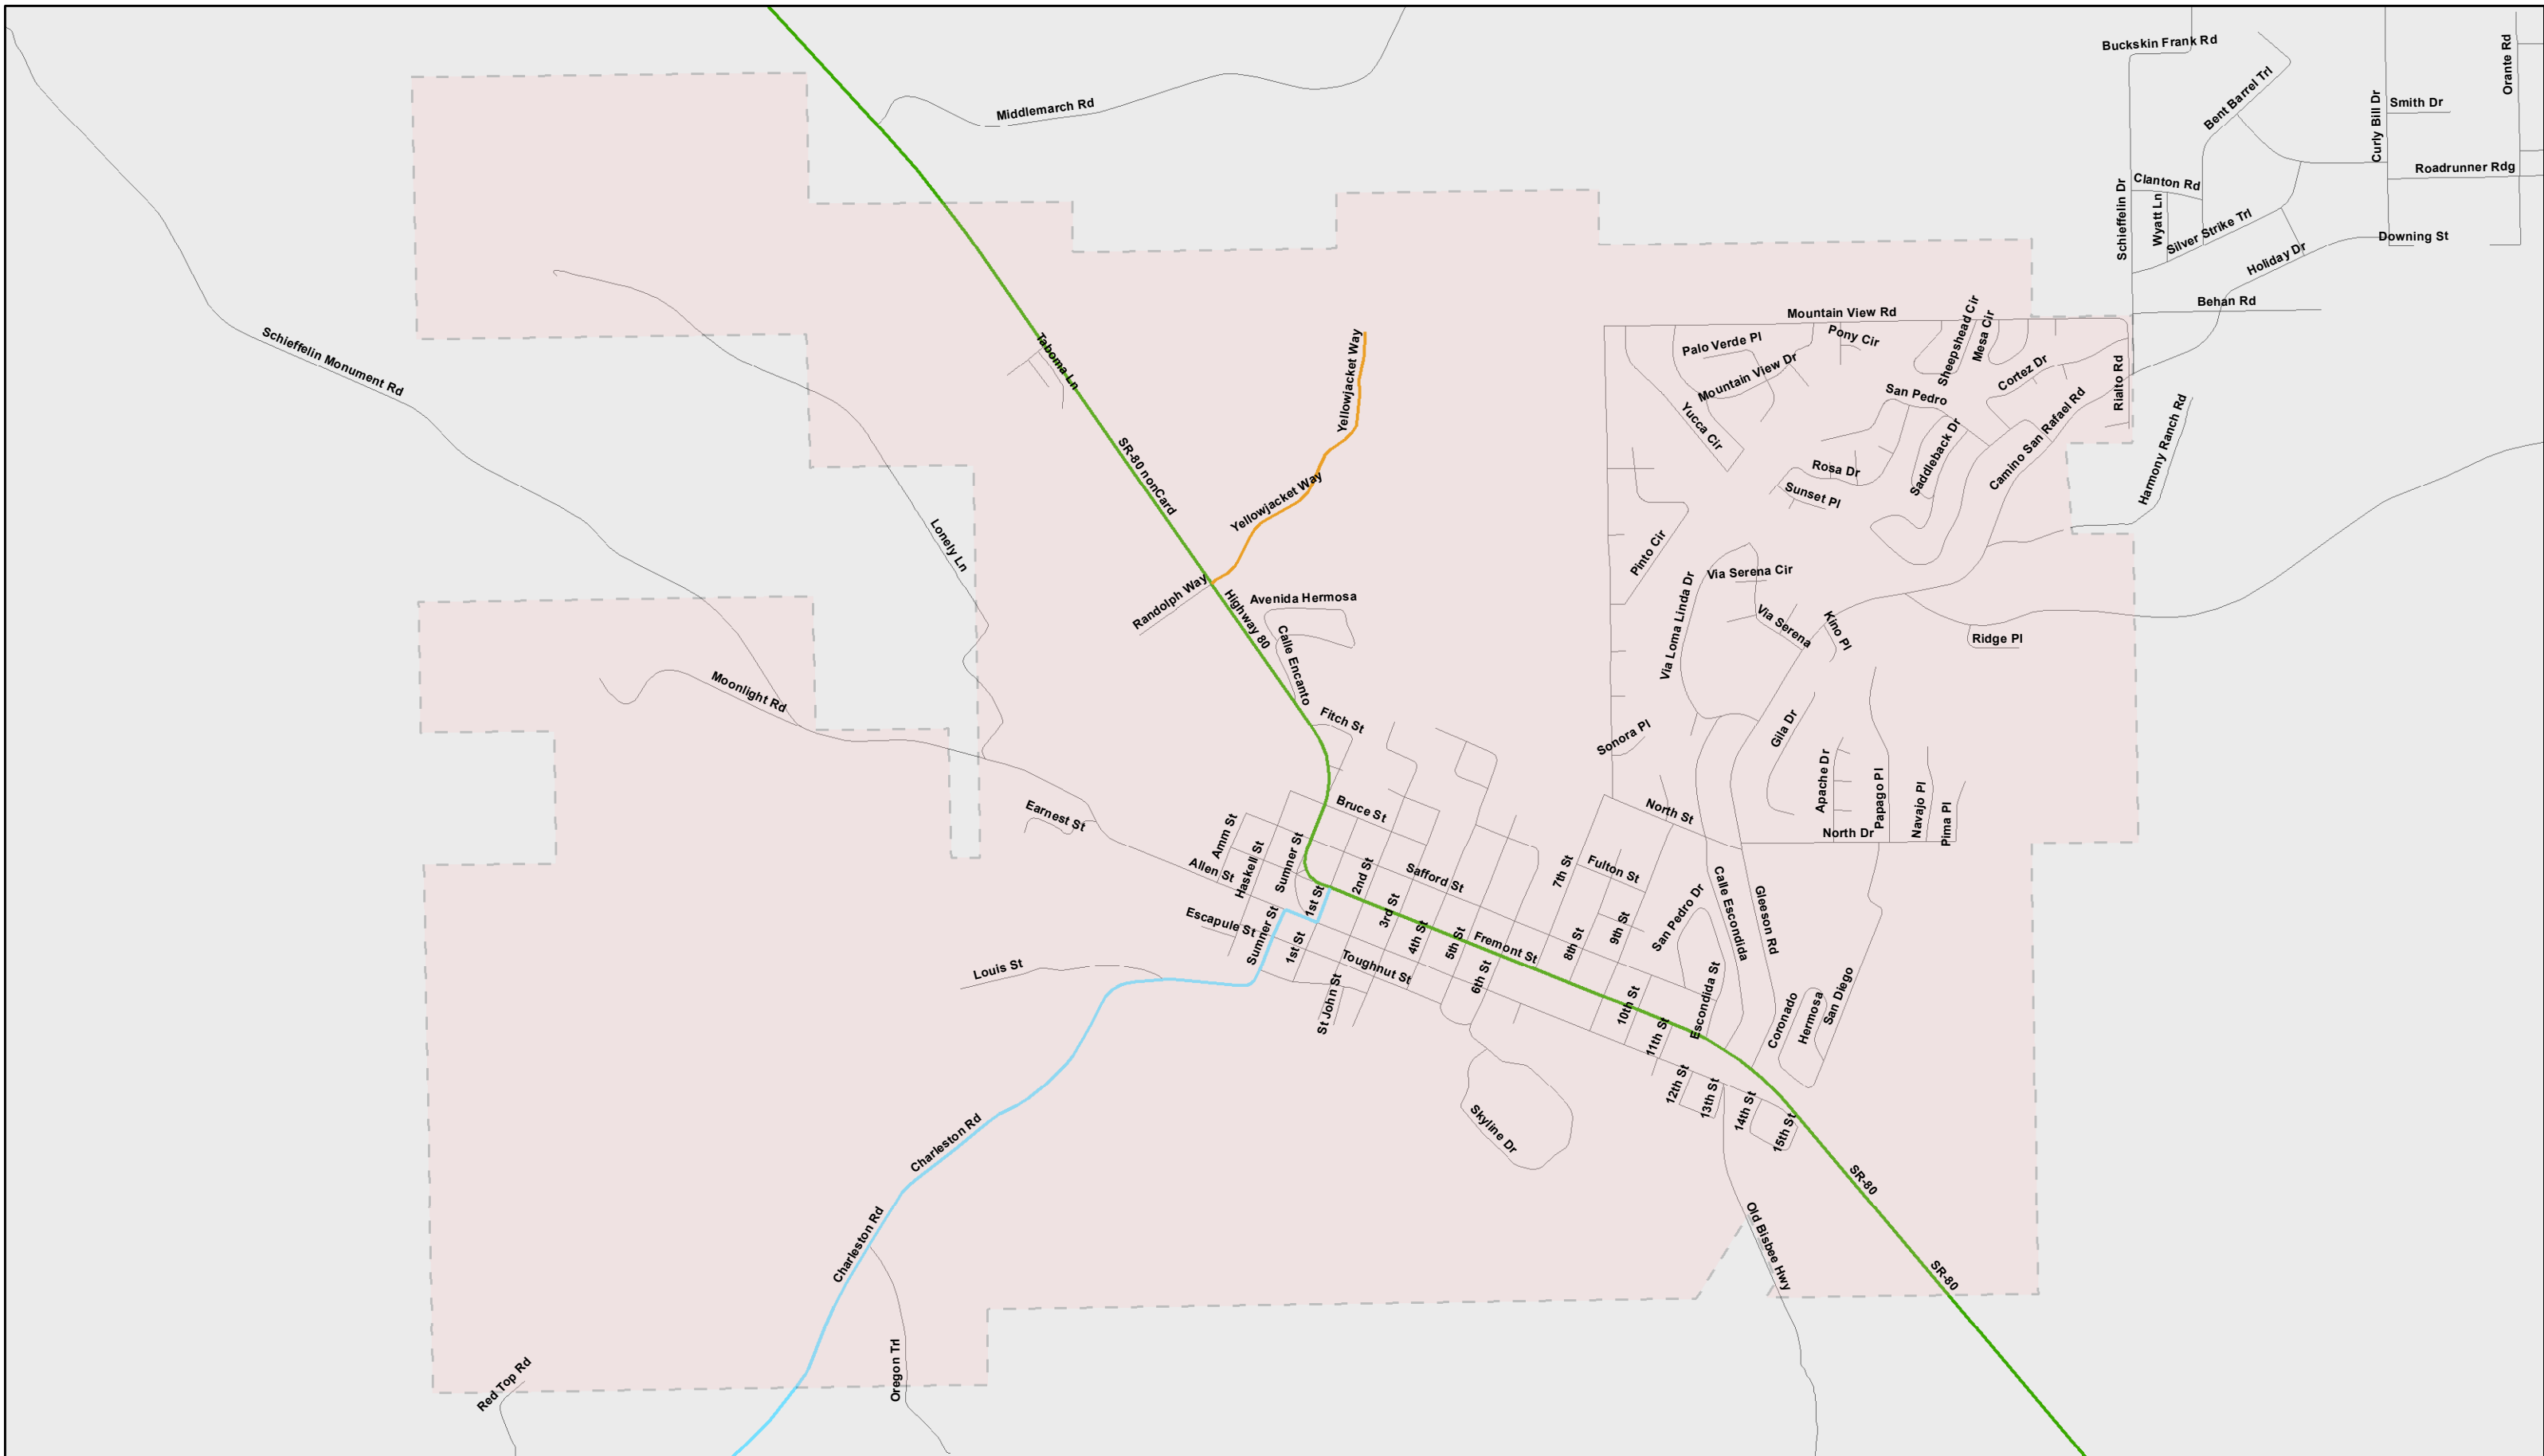 Buckskin Frank Rd
Orante Rd
Bent Barrel Trl
Curly Bill Dr
Smith Dr
Middlemarch Rd
Roadrunner Rdg
Clanton Rd
Schieffelin Dr
Wyatt Ln
Silver Strike Trl
Downing St
Holiday Dr
Behan Rd
Mountain View Rd
Sheepshead Cir
Mesa Cir
Pony Cir
Palo Verde Pl
Mountain View Dr
Cortez Dr
Rialto Rd
Schieffelin Monument Rd
Taboma Ln
Yellowjacket Way
San Pedro
Yucca Cir
Camino San Rafael Rd
Saddleback Dr
Harmony Ranch Rd
SR-80 nonCard
Yellowjacket Way
Rosa Dr
Sunset Pl
Lonely Ln
Pinto Cir
Via Serena Cir
Randolph Way
Highway 80
Avenida Hermosa
Calle Encanto
Via Loma Linda Dr
Via Serena
Kino Pl
Ridge Pl
Moonlight Rd
Fitch St
Sonora Pl
Gila Dr
Apache Dr
Papago Pl
Navajo Pl
Pima Pl
Earnest St
Bruce St
North St
North Dr
Amm St
Haskell St
Sumner St
Allen St
1st St
2nd St
Safford St
7th St
Fulton St
3rd St
4th St
5th St
6th St
Fremont St
8th St
9th St
San Pedro Dr
Calle Escondida
Gleeson Rd
Escapule St
Sumner St
1st St
Toughnut St
Louis St
St John St
10th St
11th St
Escondida St
Coronado
Hermosa
San Diego
12th St
13th St
14th St
15th St
Skyline Dr
Charleston Rd
SR-80
Charleston Rd
Old Bisbee Hwy
SR-80
Oregon Trl
Red Top Rd